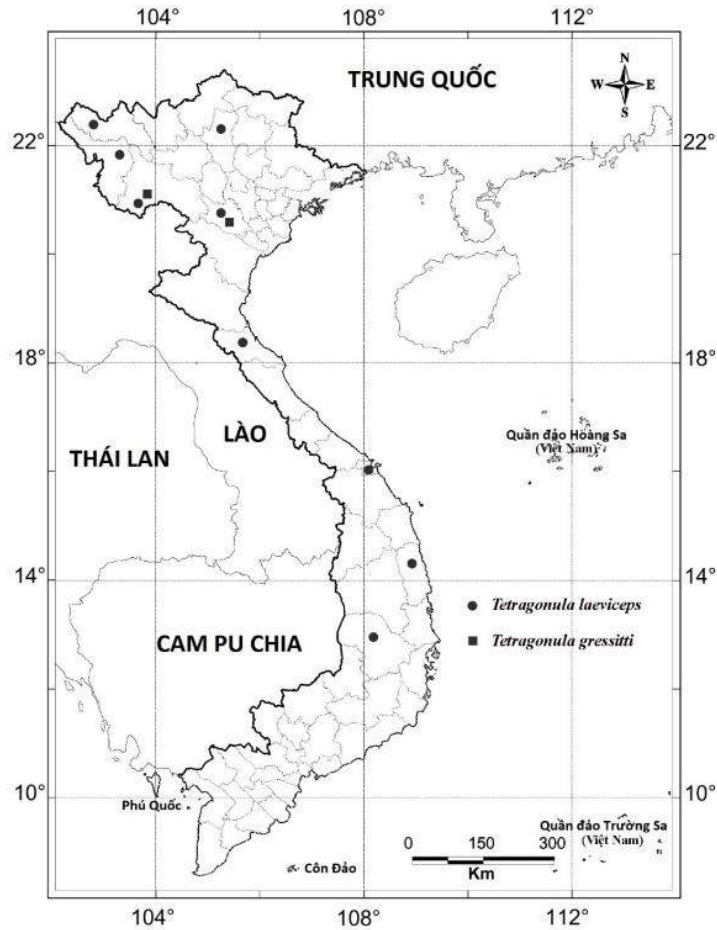 104°
108°
112°
TRUNG QUỐC
N
W
E
S
22°
22°
18°
18°
LÀO
THÁI LAN
Quần đảo Hoàng Sa
(Việt Nam)
14°
14°
Tetragonula laeviceps
Tetragonula gressitti
CAM PU CHIA
10°
10°
Phú Quốc
Quần đảo Trường Sa
(Việt Nam)
0 150 300
Km
Côn Đảo
104°
108°
112°